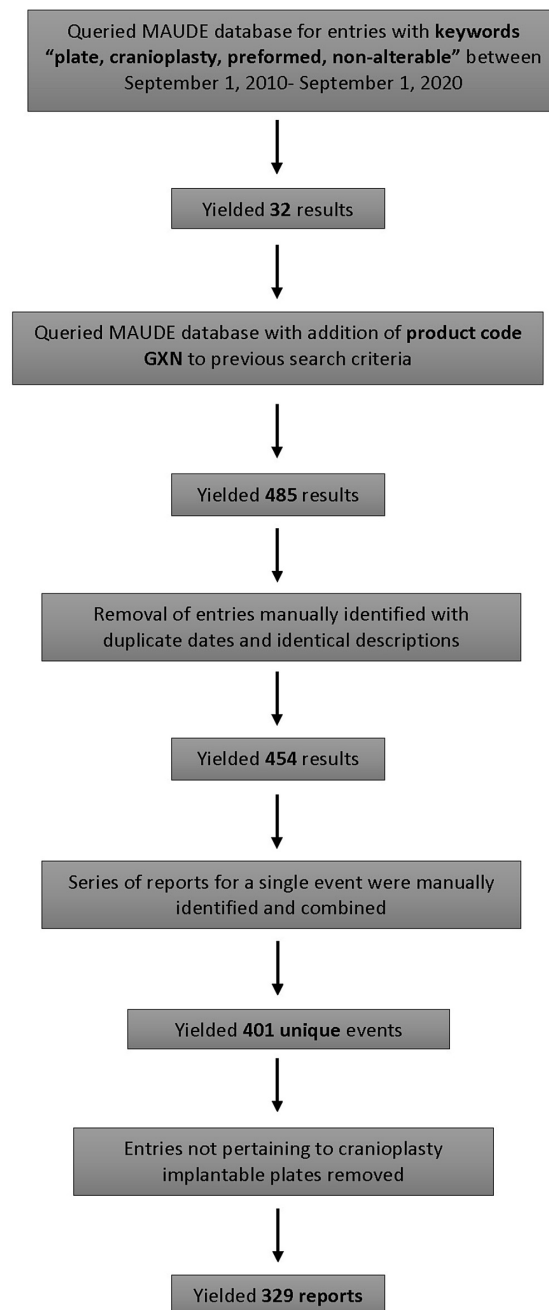 Queried MAUDE database for entries with keywords
“plate, cranioplasty, preformed, non-alterable” between
September 1, 2010- September 1, 2020
Yielded 32 results
Queried MAUDE database with addition of product code
GXN to previous search criteria
Yielded 485 results
Removal of entries manually identified with
duplicate dates and identical descriptions
Yielded 454 results
Series of reports for a single event were manually
identified and combined
Yielded 401 unique events
Entries not pertaining to cranioplasty
implantable plates removed
Yielded 329 reports